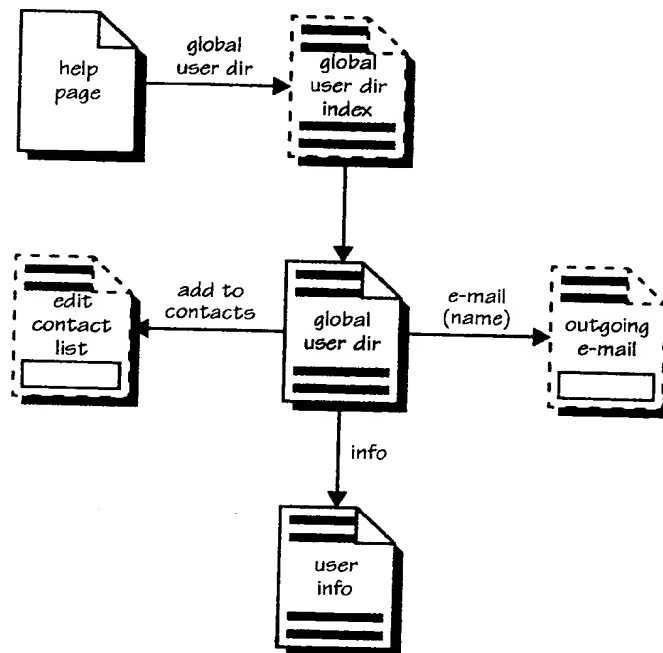 help
page
global
user dir
global
user dir
index
edit
contact
list
add to
contacts
global
user dir
e-mail
(name)
outgoing
e-mail
info
user
info